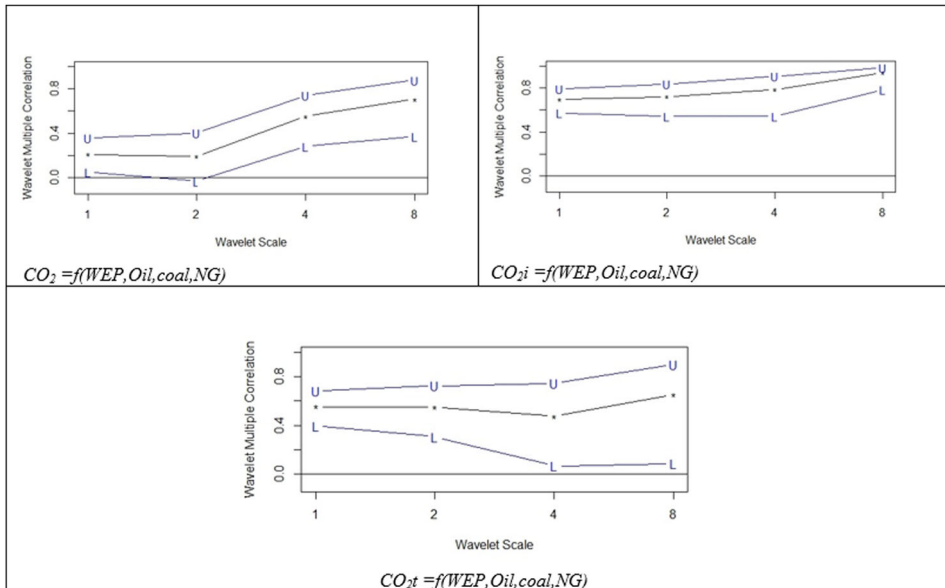 Wavelet Multiple Correlation
0.8
0.4
0.0
U U U U
* * * *
L L L L
1 2 4 8
Wavelet Scale
CO2 =f(WEP,Oil,coal,NG)
Wavelet Multiple Correlation
0.8
0.4
0.0
U U U U
* * * *
L L L L
1 2 4 8
Wavelet Scale
CO2i =f(WEP,Oil,coal,NG)
Wavelet Multiple Correlation
0.8
0.4
0.0
U U U U
* * * *
L L L L
1 2 4 8
Wavelet Scale
CO2t =f(WEP,Oil,coal,NG)